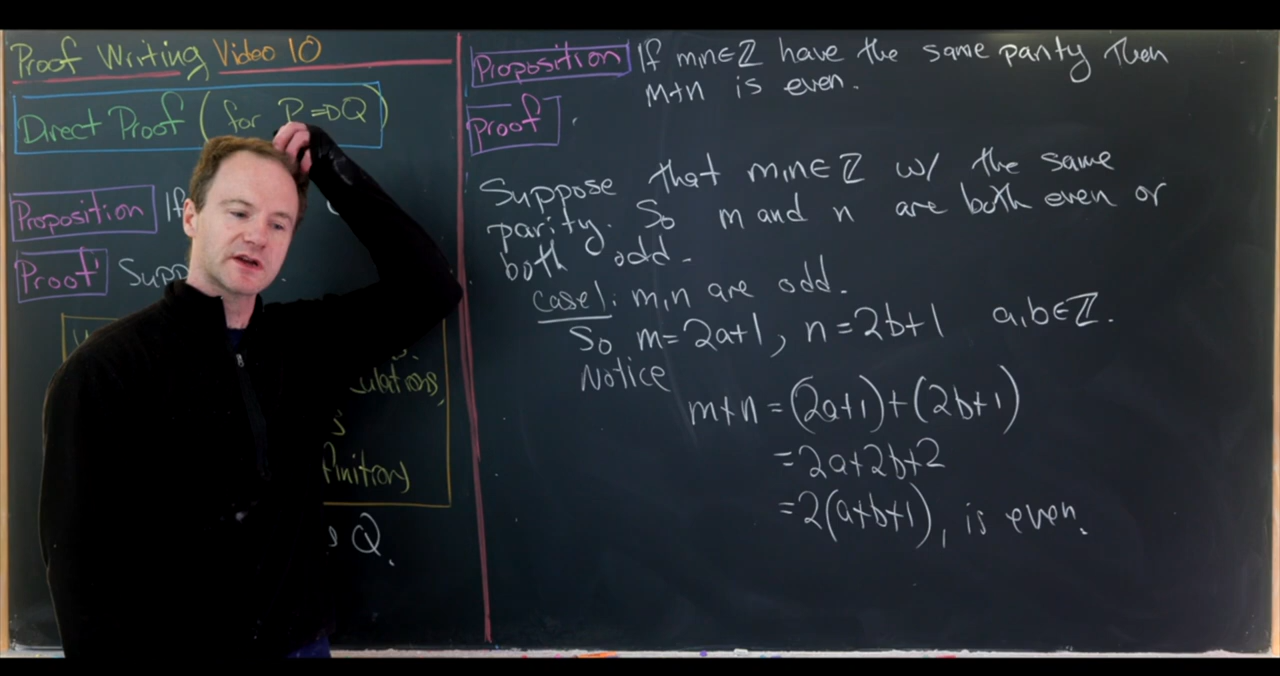 Proof Writing Video 10
Direct Proof (for P⇒Q)
Proposition If
Proof Supp
ulations,
finition)
Q.
Proposition If m,n∈ℤ have the same parity then
m+n is even.
Proof.
Suppose that m,n∈ℤ w/ the same
parity. So m and n are both even or
both odd.
case 1: m,n are odd.
So m=2a+1, n=2b+1 a,b∈ℤ.
Notice
m+n=(2a+1)+(2b+1)
=2a+2b+2
=2(a+b+1), is even.